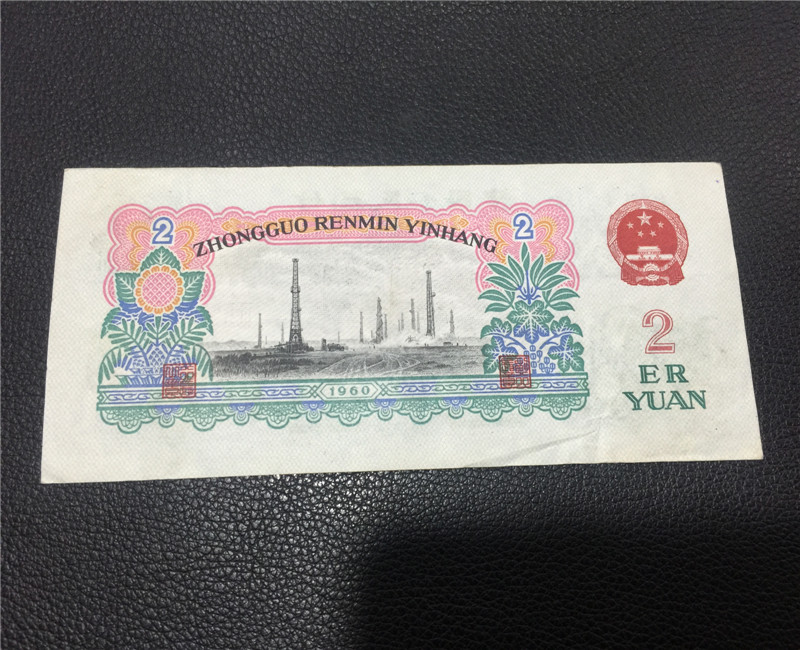 2 2
ZHONGGUO RENMIN YINHANG
1960
2
ER
YUAN